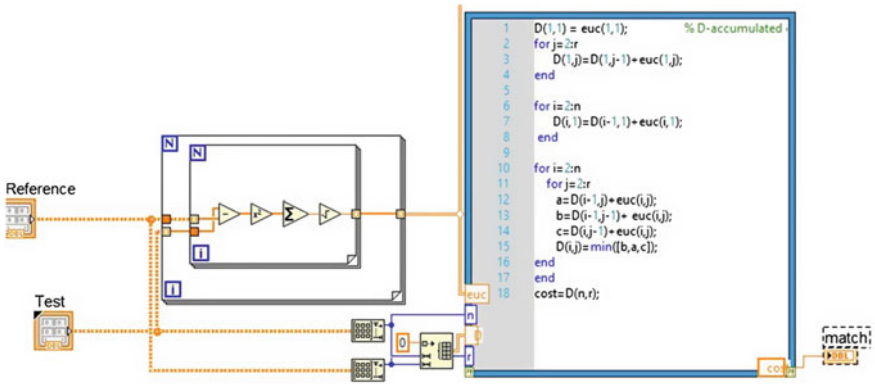 Reference
Test
N
N
i
i
0
euc
n
D
r
1 D(1,1) = euc(1,1); % D-accumulated
2 for j=2:r
3 D(1,j)=D(1,j-1)+euc(1,j);
4 end
5
6 for i=2:n
7 D(i,1)=D(i-1,1)+euc(i,1);
8 end
9
10 for i=2:n
11 for j=2:r
12 a=D(i-1,j)+euc(i,j);
13 b=D(i-1,j-1)+ euc(i,j);
14 c=D(i,j-1)+euc(i,j);
15 D(i,j)=min([b,a,c]);
16 end
17 end
18 cost=D(n,r);
cos
match
DBL